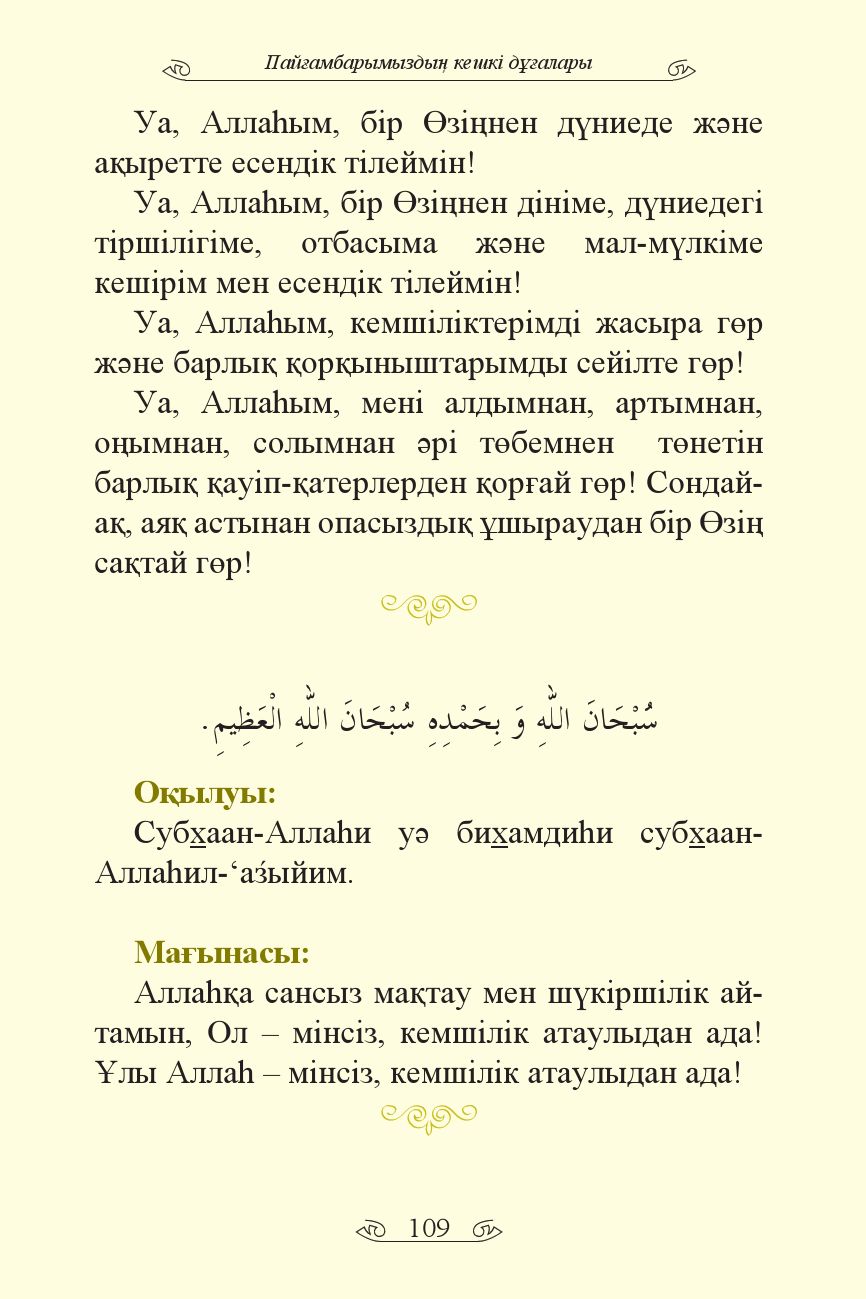 Пайғамбарымыздың кешкі дұғалары
Уа, Аллаһым, бір Өзіңнен дүниеде және
ақыретте есендік тілеймін!
Уа, Аллаһым, бір Өзіңнен дініме, дүниедегі
тіршілігіме, отбасыма және мал-мүлкіме
кешірім мен есендік тілеймін!
Уа, Аллаһым, кемшіліктерімді жасыра гөр
және барлық қорқыныштарымды сейілте гөр!
Уа, Аллаһым, мені алдымнан, артымнан,
оңымнан, солымнан әрі төбемнен төнетін
барлық қауіп-қатерлерден қорғай гөр! Сондай-
ақ, аяқ астынан опасыздық ұшыраудан бір Өзің
сақтай гөр!
سُبْحَانَ اللّٰهِ وَ بِحَمْدِهِ سُبْحَانَ اللّٰهِ الْعَظِيمِ.
Оқылуы:
Субхаан-Аллаһи уә бихамдиһи субхаан-
Аллаһил-‘аз́ыйим.
Мағынасы:
Аллаһқа сансыз мақтау мен шүкіршілік ай-
тамын, Ол – мінсіз, кемшілік атаулыдан ада!
Ұлы Аллаһ – мінсіз, кемшілік атаулыдан ада!
109